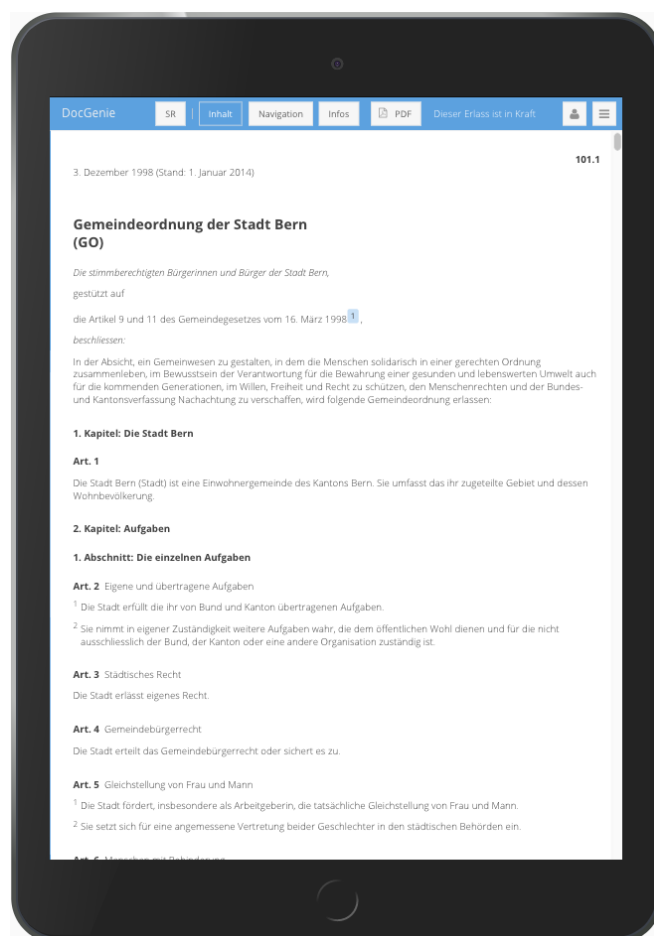 DocGenie SR | Inhalt Navigation Infos PDF Dieser Erlass ist in Kraft
101.1
3. Dezember 1998 (Stand: 1. Januar 2014)
Gemeindeordnung der Stadt Bern
(GO)
Die stimmberechtigten Bürgerinnen und Bürger der Stadt Bern,
gestützt auf
die Artikel 9 und 11 des Gemeindegesetzes vom 16. März 1998 1 ,
beschliessen:
In der Absicht, ein Gemeinwesen zu gestalten, in dem die Menschen solidarisch in einer gerechten Ordnung
zusammenleben, im Bewusstsein der Verantwortung für die Bewahrung einer gesunden und lebenswerten Umwelt auch
für die kommenden Generationen, im Willen, Freiheit und Recht zu schützen, den Menschenrechten und der Bundes-
und Kantonsverfassung Nachachtung zu verschaffen, wird folgende Gemeindeordnung erlassen:
1. Kapitel: Die Stadt Bern
Art. 1
Die Stadt Bern (Stadt) ist eine Einwohnergemeinde des Kantons Bern. Sie umfasst das ihr zugeteilte Gebiet und dessen
Wohnbevölkerung.
2. Kapitel: Aufgaben
1. Abschnitt: Die einzelnen Aufgaben
Art. 2 Eigene und übertragene Aufgaben
1 Die Stadt erfüllt die ihr von Bund und Kanton übertragenen Aufgaben.
2 Sie nimmt in eigener Zuständigkeit weitere Aufgaben wahr, die dem öffentlichen Wohl dienen und für die nicht
ausschliesslich der Bund, der Kanton oder eine andere Organisation zuständig ist.
Art. 3 Städtisches Recht
Die Stadt erlässt eigenes Recht.
Art. 4 Gemeindebürgerrecht
Die Stadt erteilt das Gemeindebürgerrecht oder sichert es zu.
Art. 5 Gleichstellung von Frau und Mann
1 Die Stadt fördert, insbesondere als Arbeitgeberin, die tatsächliche Gleichstellung von Frau und Mann.
2 Sie setzt sich für eine angemessene Vertretung beider Geschlechter in den städtischen Behörden ein.
Art. 6 Menschen mit Behinderung